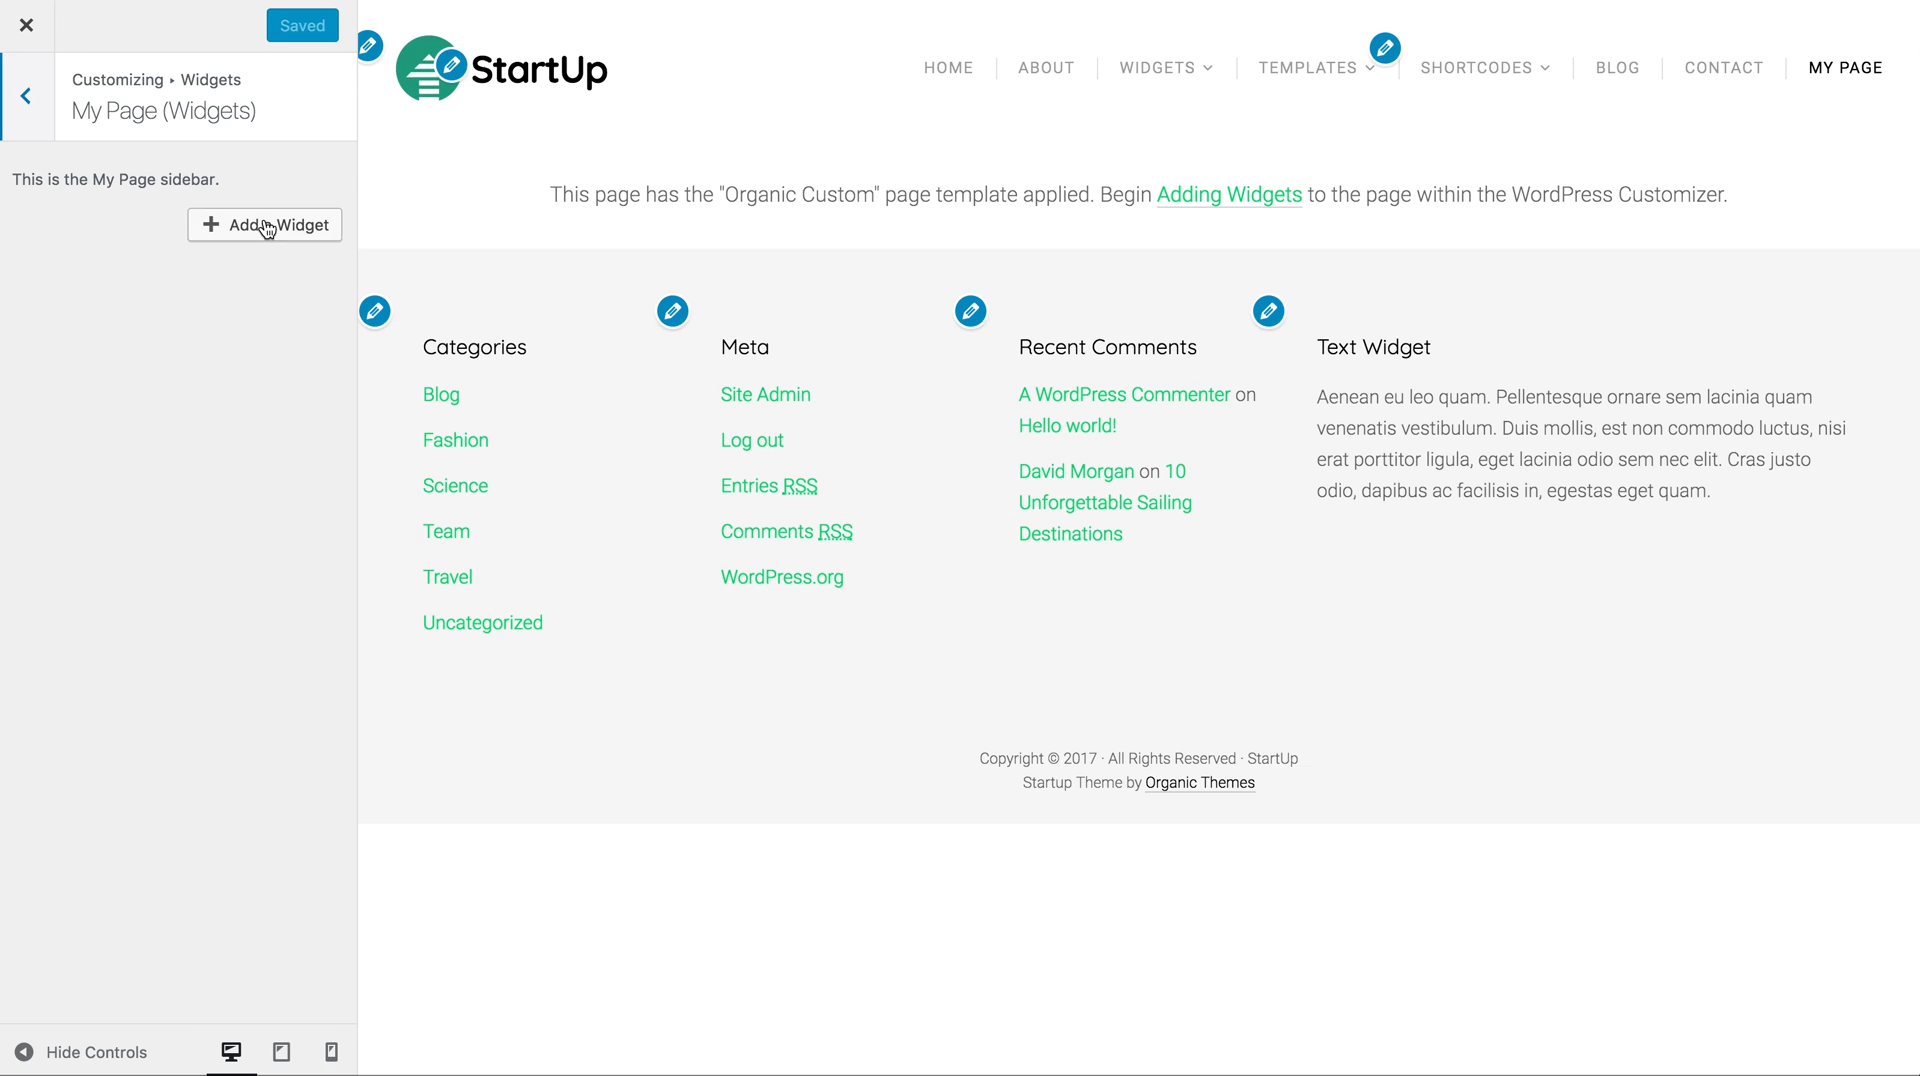 Saved
Customizing ▸ Widgets
My Page (Widgets)
This is the My Page sidebar.
Add a Widget
Hide Controls
StartUp
HOME
ABOUT
WIDGETS
TEMPLATES
SHORTCODES
BLOG
CONTACT
MY PAGE
This page has the "Organic Custom" page template applied. Begin Adding Widgets to the page within the WordPress Customizer.
Categories
Blog
Fashion
Science
Team
Travel
Uncategorized
Meta
Site Admin
Log out
Entries RSS
Comments RSS
WordPress.org
Recent Comments
A WordPress Commenter on
Hello world!
David Morgan on 10
Unforgettable Sailing
Destinations
Text Widget
Aenean eu leo quam. Pellentesque ornare sem lacinia quam
venenatis vestibulum. Duis mollis, est non commodo luctus, nisi
erat porttitor ligula, eget lacinia odio sem nec elit. Cras justo
odio, dapibus ac facilisis in, egestas eget quam.
Copyright © 2017 · All Rights Reserved · StartUp
Startup Theme by Organic Themes